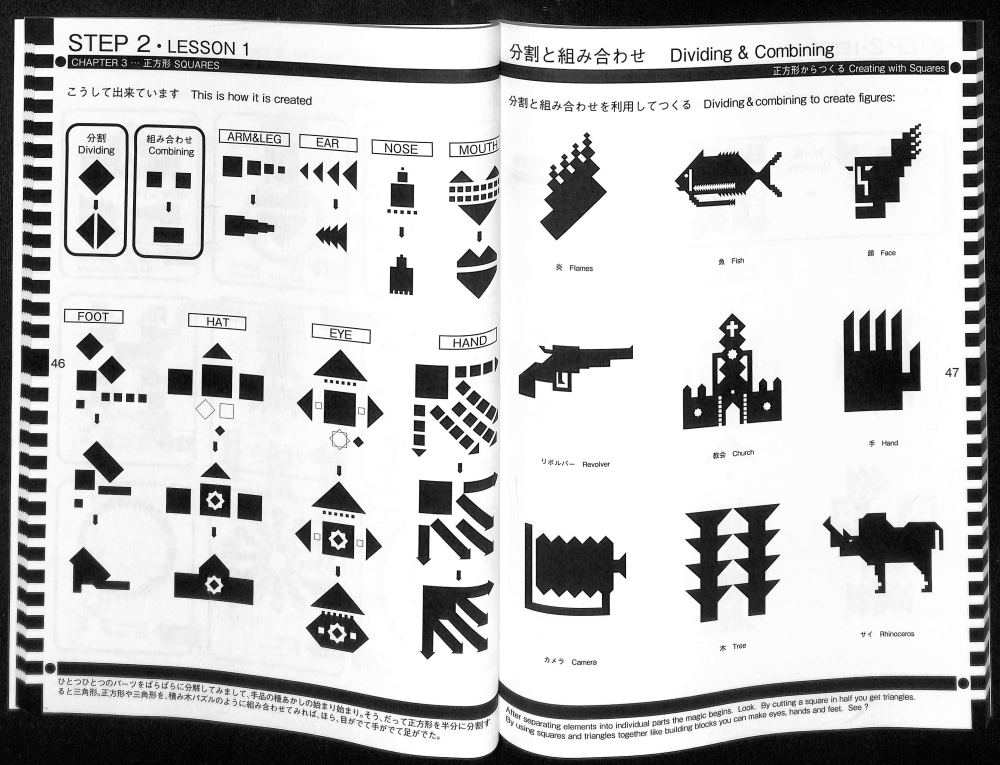 STEP 2・LESSON 1
CHAPTER 3 … 正方形 SQUARES
こうして出来ています This is how it is created
分割
Dividing
組み合わせ
Combining
ARM&LEG
EAR
NOSE
MOUTH
FOOT
HAT
EYE
HAND
46
ひとつひとつのパーツをばらばらに分解してみまして、手品の種あかしの始まり始まり。そう、だって正方形を半分に分割す
ると三角形。正方形や三角形を、積み木パズルのように組み合わせてみれば、ほら、目がでて手がでて足がでた。
分割と組み合わせ Dividing & Combining
正方形からつくる Creating with Squares
分割と組み合わせを利用してつくる Dividing & combining to create figures:
炎 Flames
魚 Fish
顔 Face
リボルバー Revolver
教会 Church
手 Hand
カメラ Camera
木 Tree
サイ Rhinoceros
47
After separating elements into individual parts the magic begins. Look. By cutting a square in half you get triangles.
By using squares and triangles together like building blocks you can make eyes, hands and feet. See ?